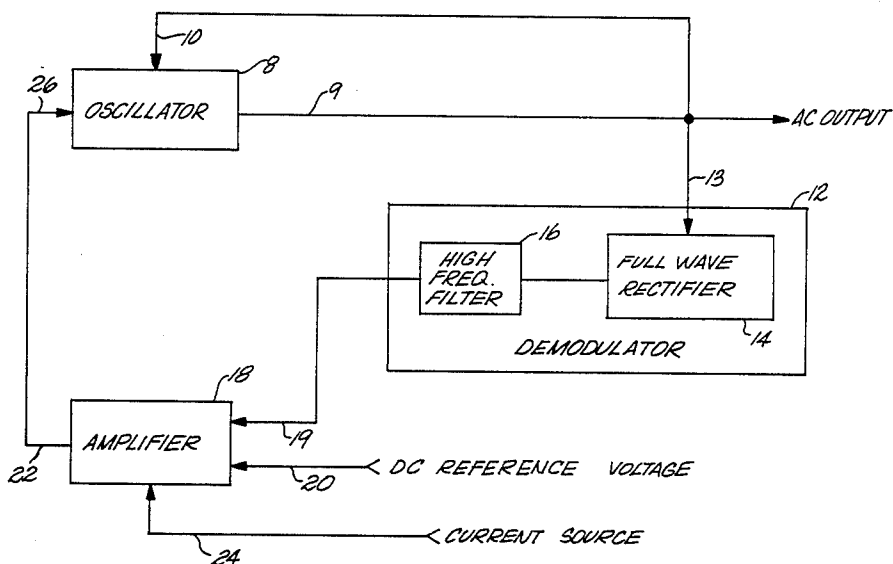 10
8
26
OSCILLATOR
9
AC OUTPUT
13
12
16
HIGH
FREQ.
FILTER
FULL WAVE
RECTIFIER
14
DEMODULATOR
18
AMPLIFIER
19
22
20
DC REFERENCE VOLTAGE
24
CURRENT SOURCE